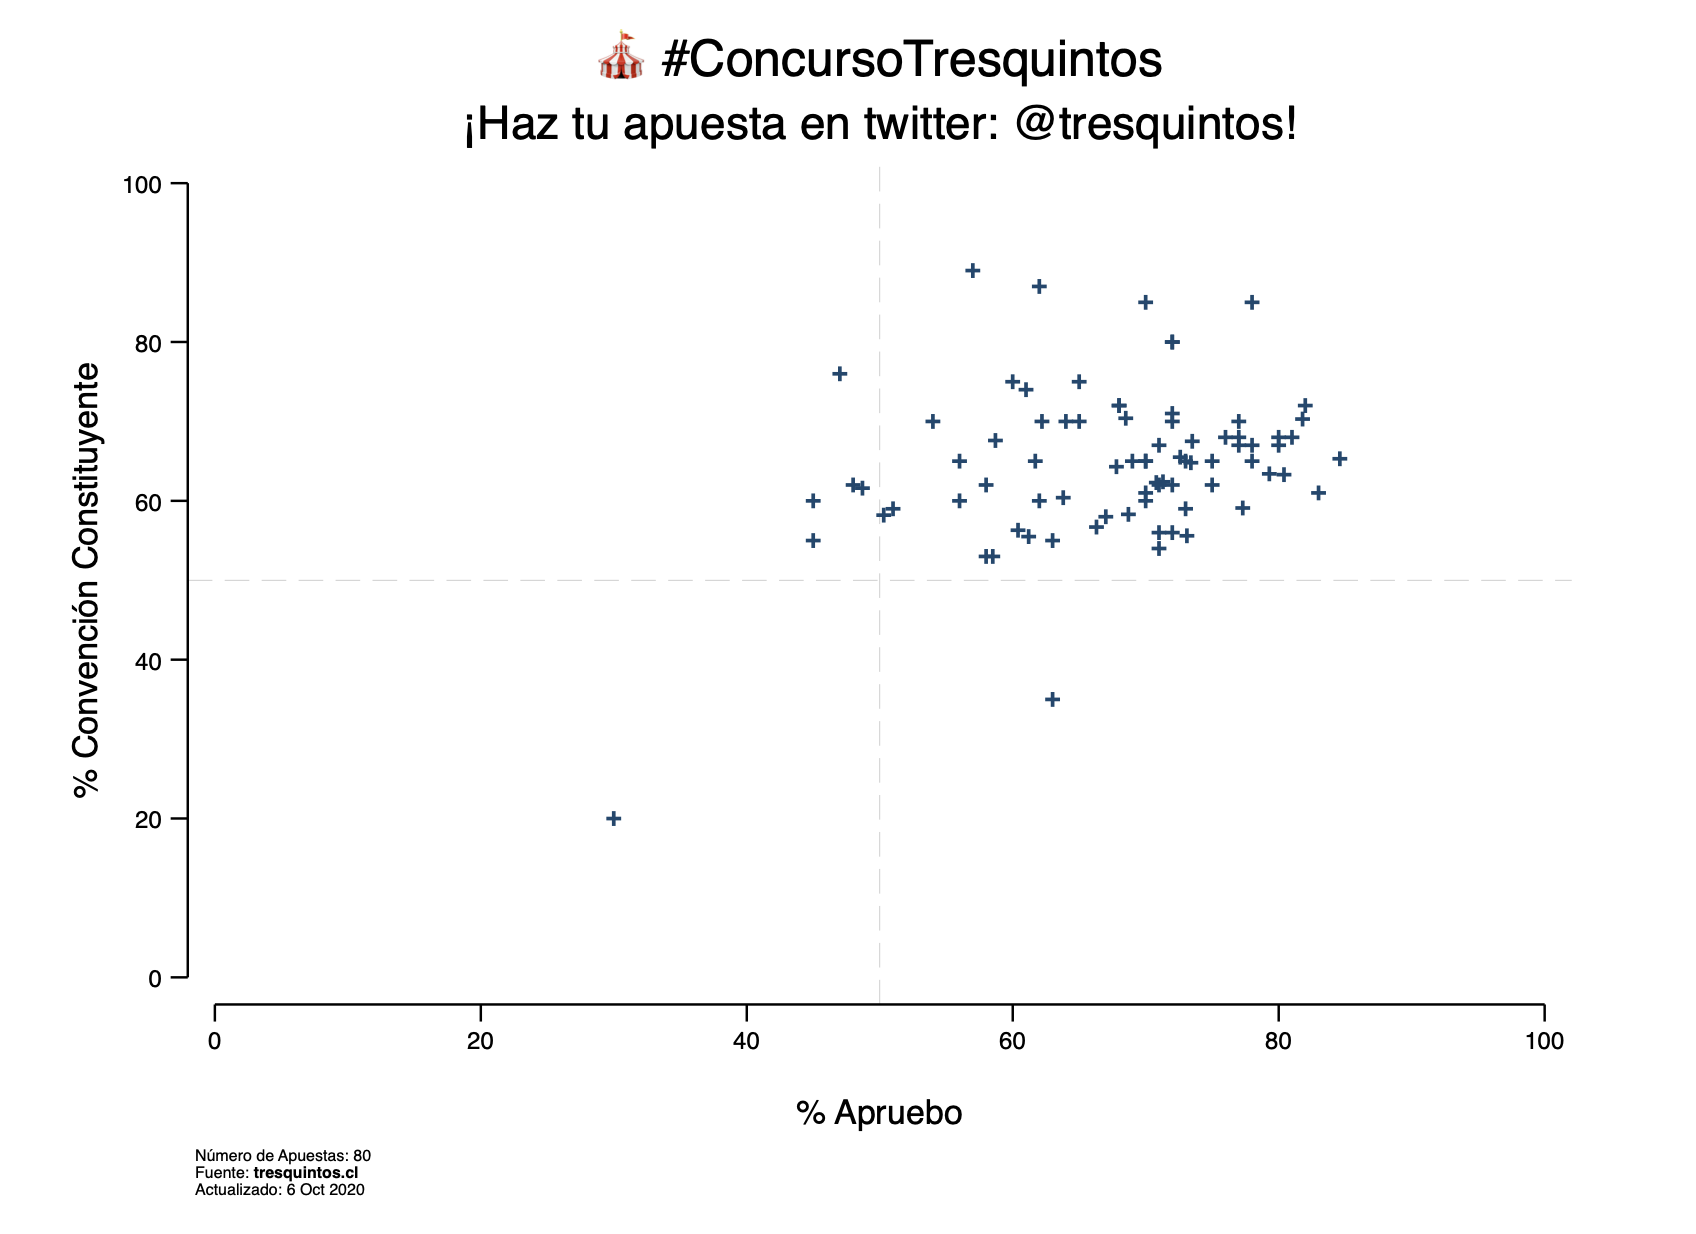 🎪 #ConcursoTresquintos
¡Haz tu apuesta en twitter: @tresquintos!
100
80
60
40
20
0
% Convención Constituyente
0 20 40 60 80 100
% Apruebo
Número de Apuestas: 80
Fuente: tresquintos.cl
Actualizado: 6 Oct 2020